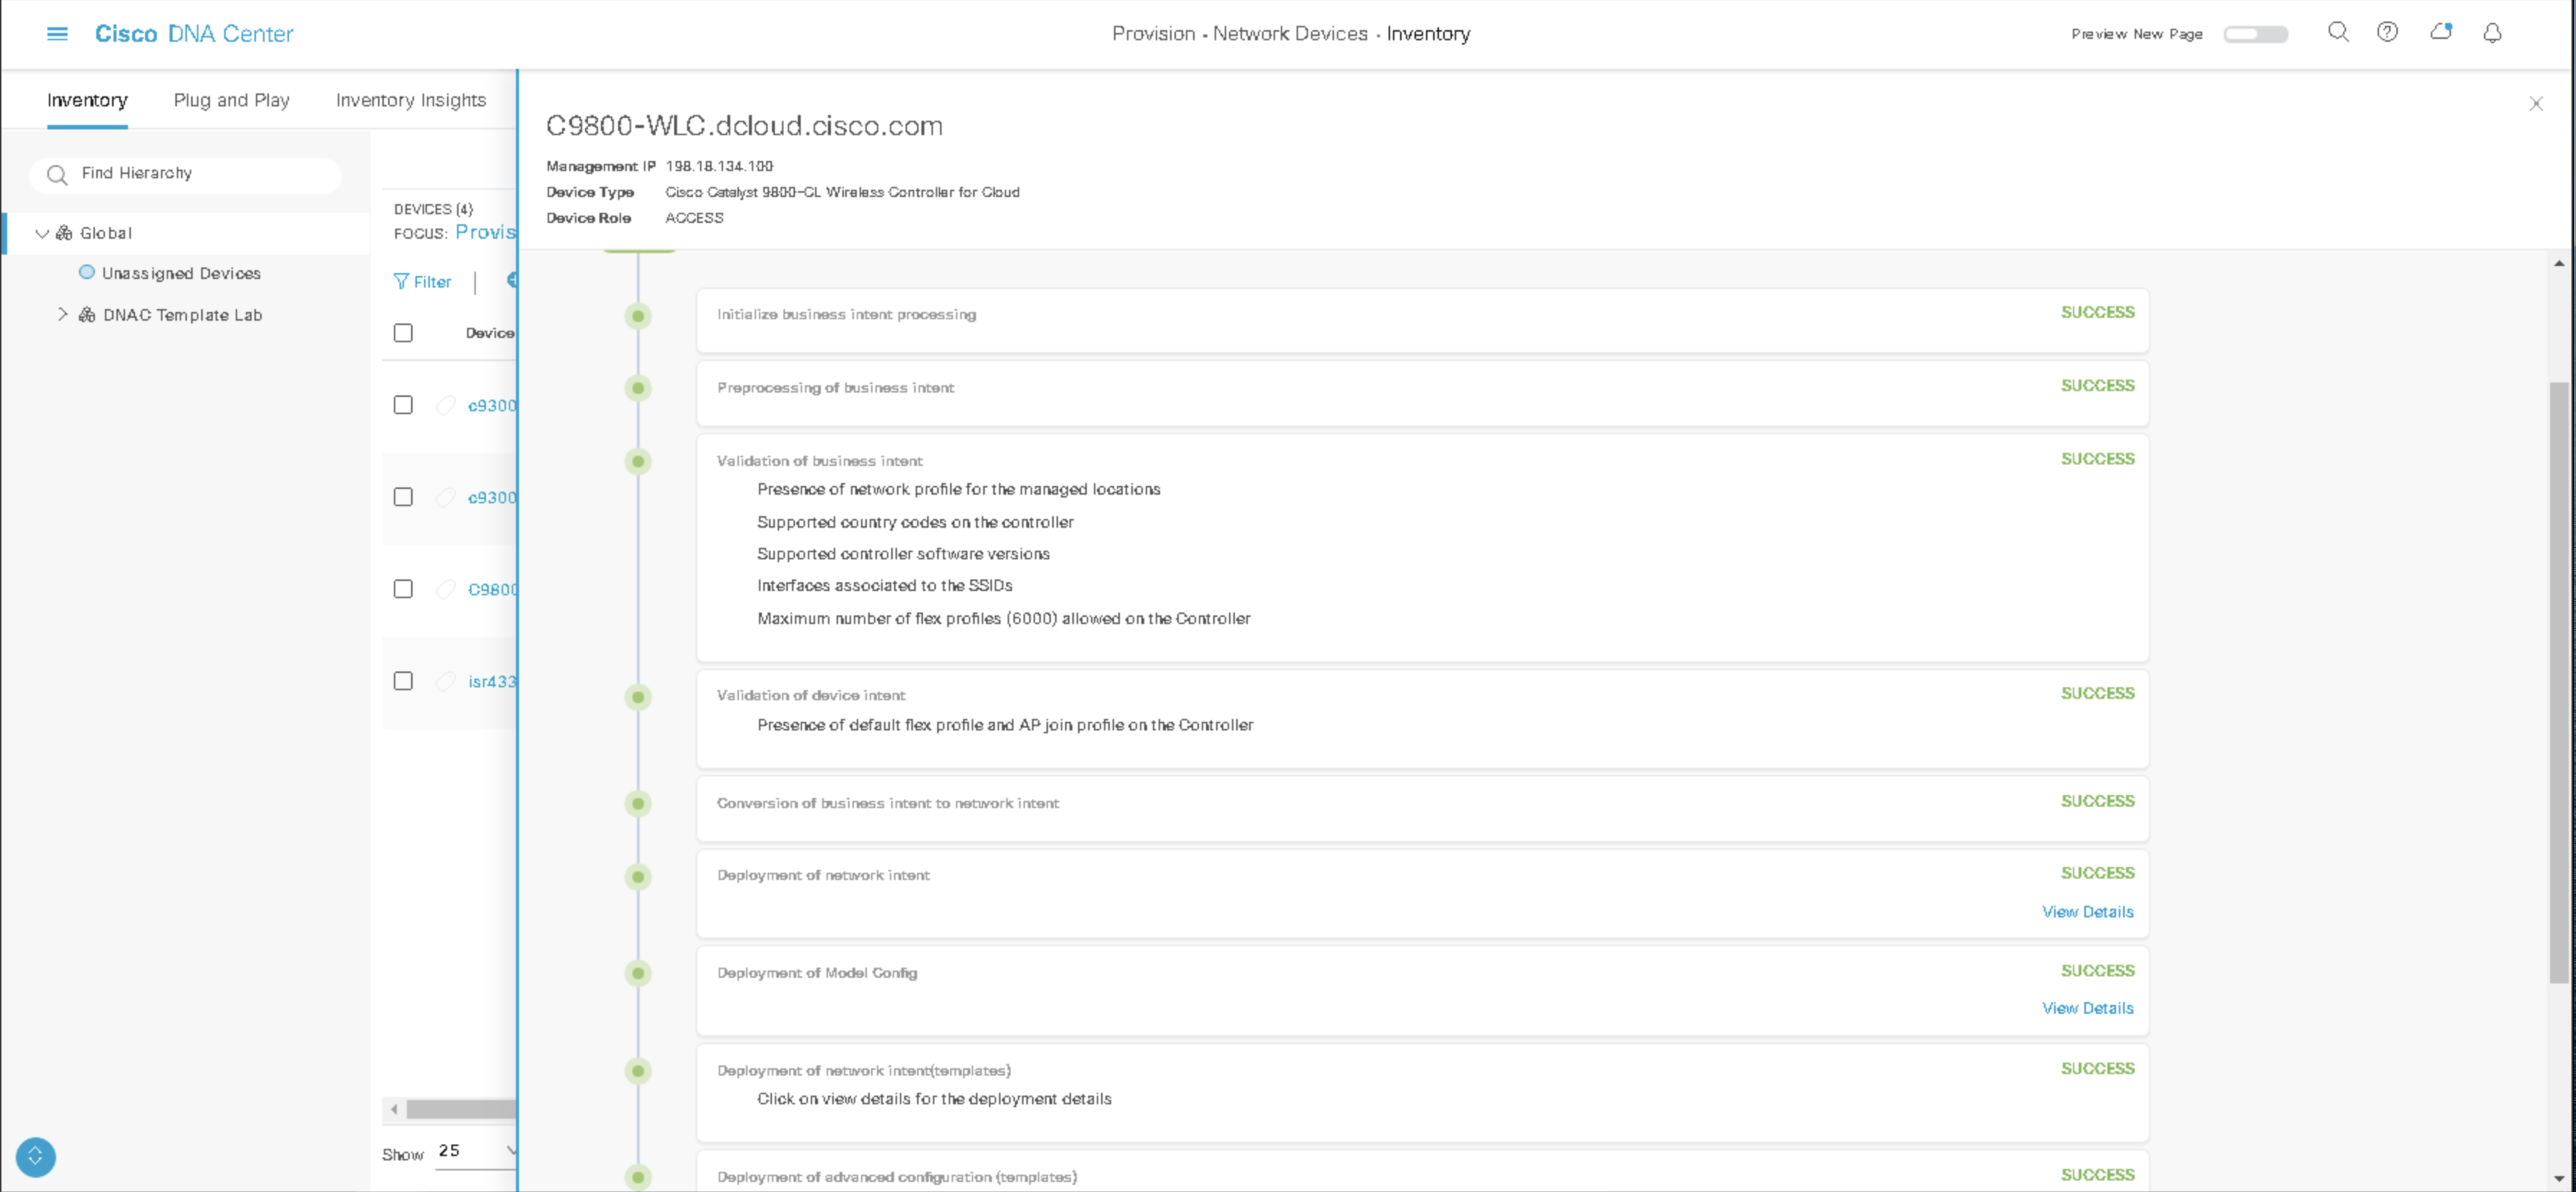 Cisco DNA Center
Provision • Network Devices • Inventory
Preview New Page
Inventory
Plug and Play
Inventory Insights
Find Hierarchy
Global
Unassigned Devices
DNAC Template Lab
DEVICES (4)
FOCUS: Provis
Filter
Device
c9300
c9300
C9800
isr433
Show 25
C9800-WLC.dcloud.cisco.com
Management IP 198.18.134.100
Device Type Cisco Catalyst 9800-CL Wireless Controller for Cloud
Device Role ACCESS
Initialize business intent processing SUCCESS
Preprocessing of business intent SUCCESS
Validation of business intent SUCCESS
Presence of network profile for the managed locations
Supported country codes on the controller
Supported controller software versions
Interfaces associated to the SSIDs
Maximum number of flex profiles (6000) allowed on the Controller
Validation of device intent SUCCESS
Presence of default flex profile and AP join profile on the Controller
Conversion of business intent to network intent SUCCESS
Deployment of network intent SUCCESS
View Details
Deployment of Model Config SUCCESS
View Details
Deployment of network intent(templates) SUCCESS
Click on view details for the deployment details
Deployment of advanced configuration (templates) SUCCESS